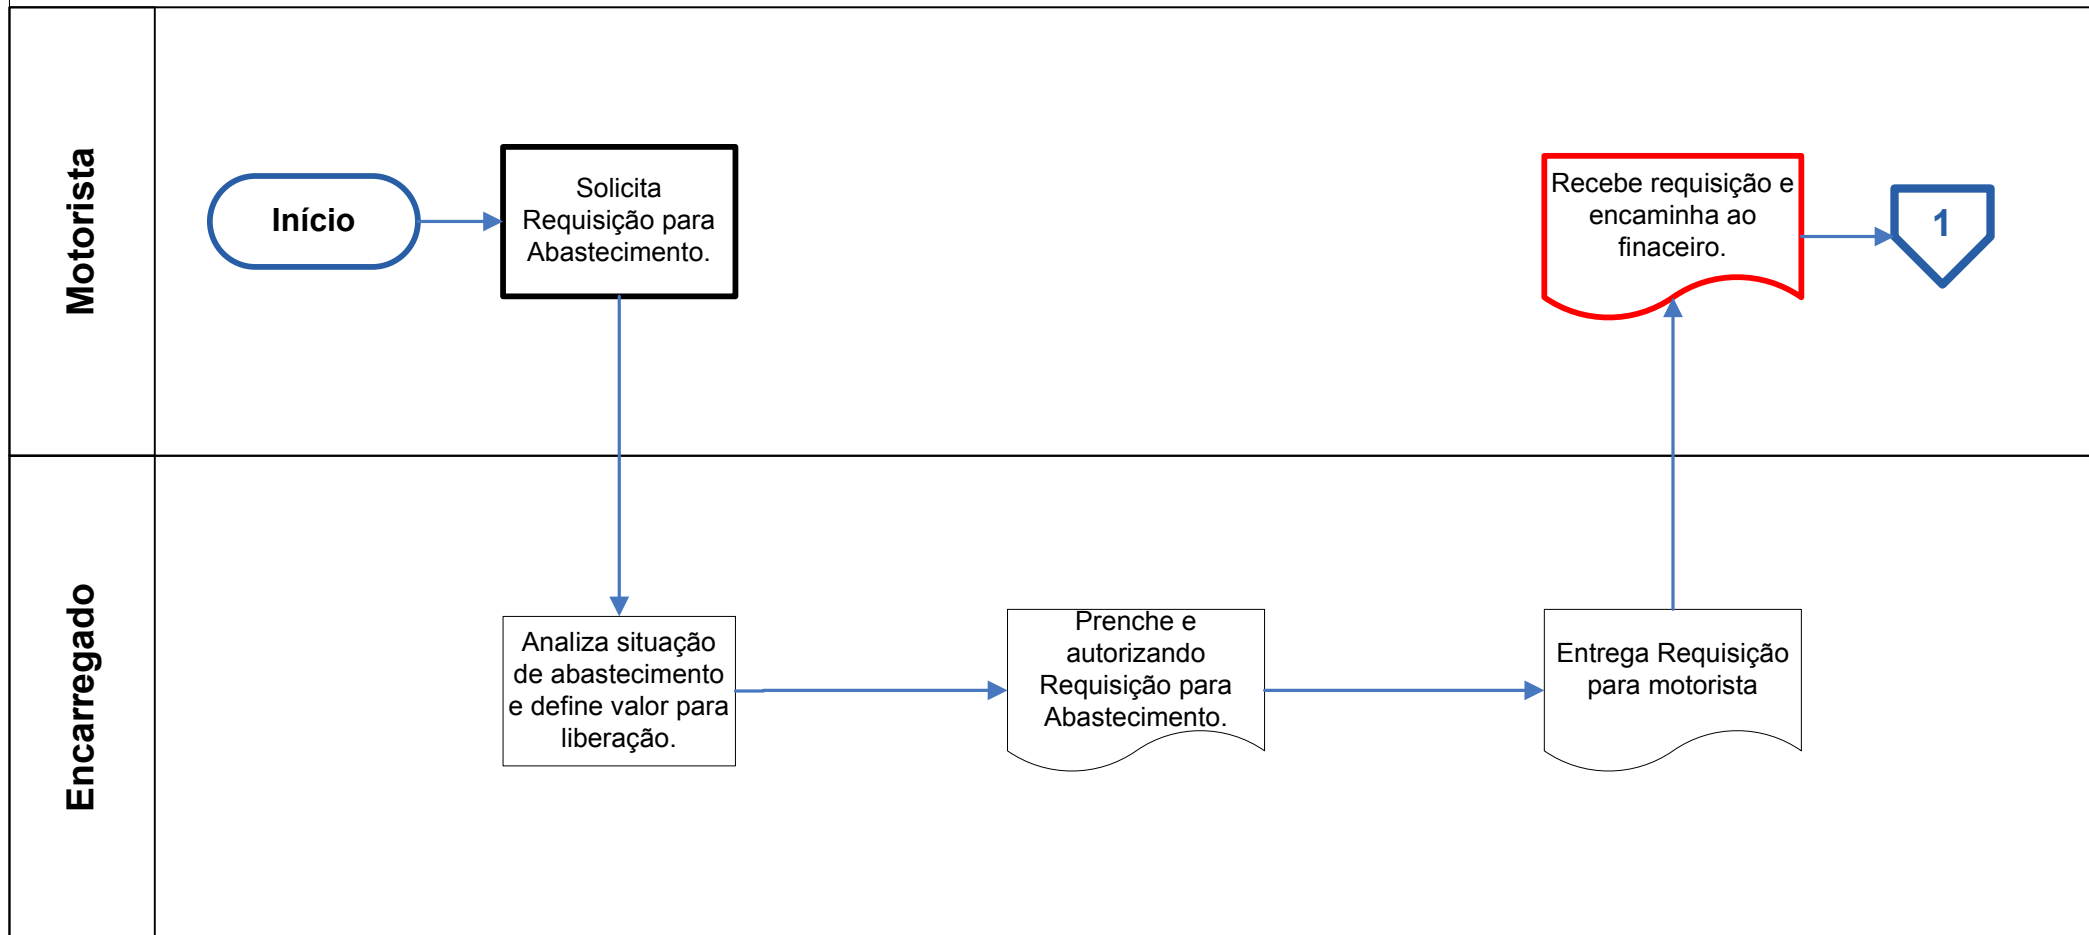 Motorista
Início
Solicita
Requisição para
Abastecimento.
Recebe requisição e
encaminha ao
finaceiro.
1
Encarregado
Analiza situação
de abastecimento
e define valor para
liberação.
Prenche e
autorizando
Requisição para
Abastecimento.
Entrega Requisição
para motorista